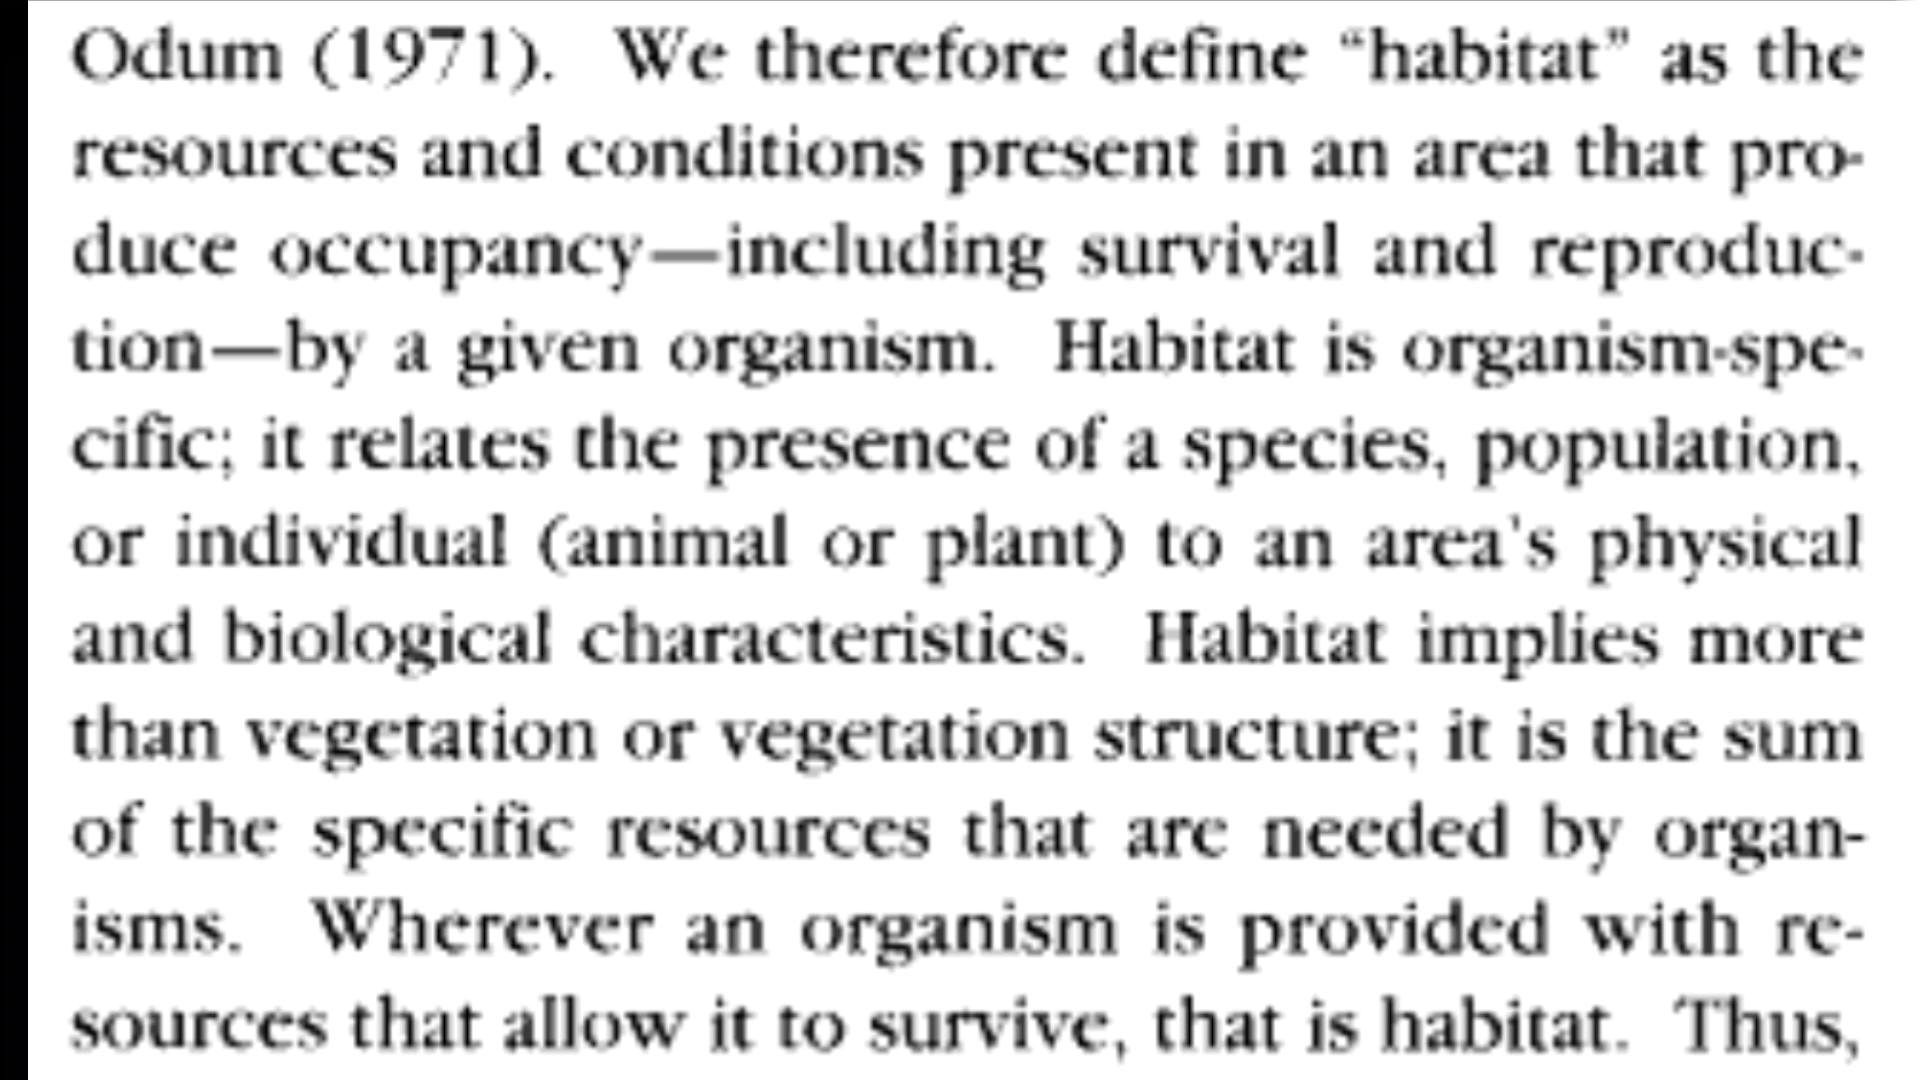 Odum (1971). We therefore define “habitat” as the
resources and conditions present in an area that pro-
duce occupancy—including survival and reproduc-
tion—by a given organism. Habitat is organism-spe-
cific; it relates the presence of a species, population,
or individual (animal or plant) to an area's physical
and biological characteristics. Habitat implies more
than vegetation or vegetation structure; it is the sum
of the specific resources that are needed by organ-
isms. Wherever an organism is provided with re-
sources that allow it to survive, that is habitat. Thus,